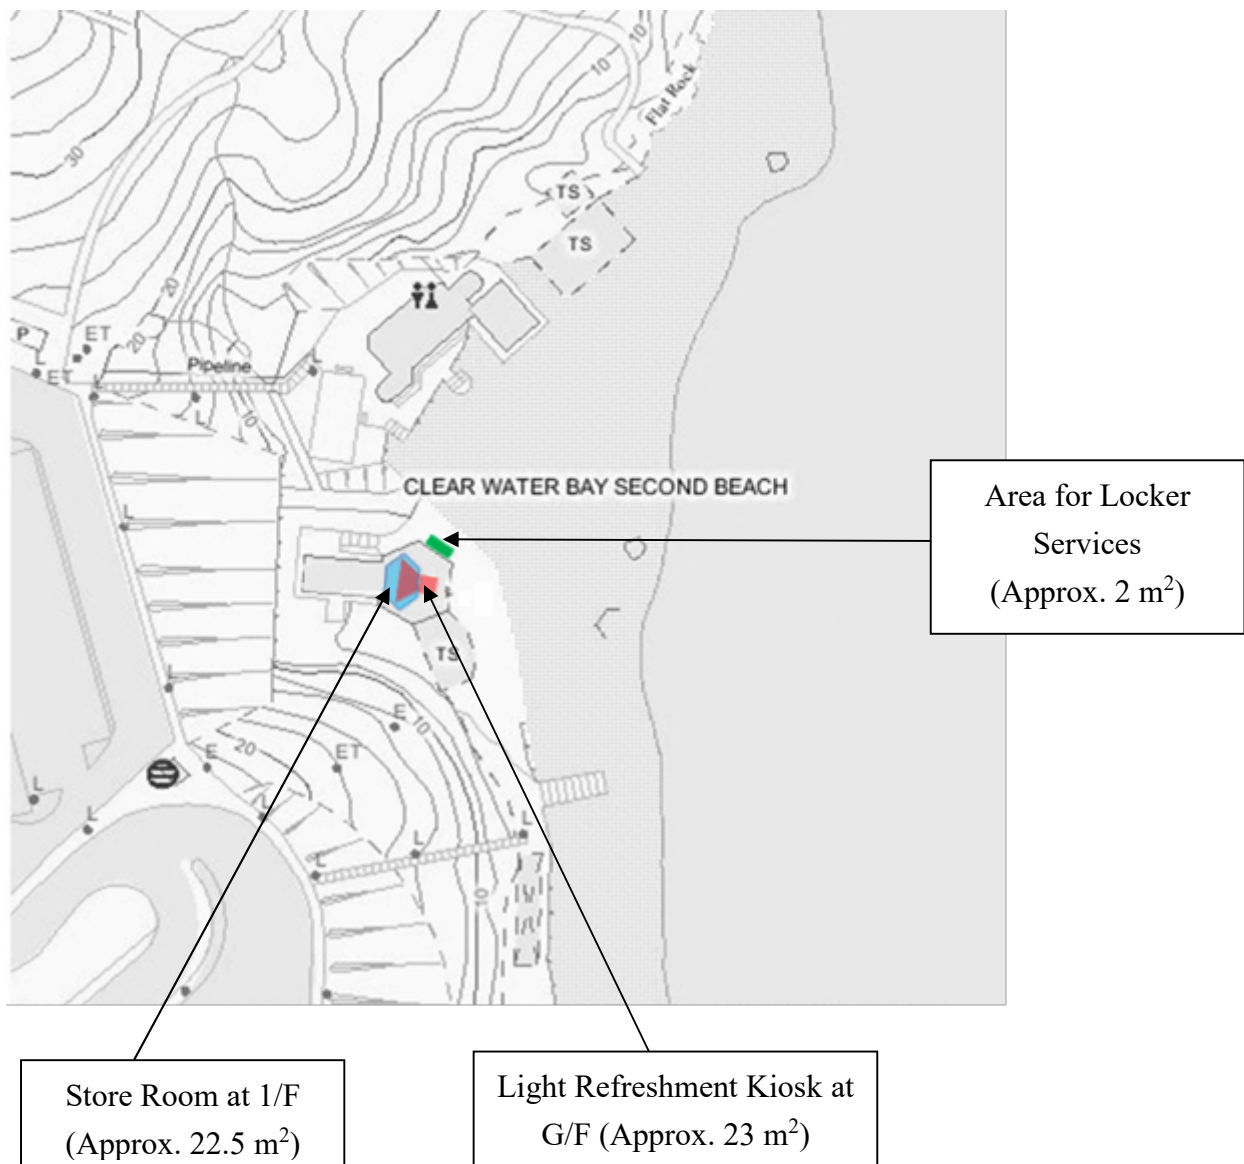 10
10
Flat Rock
30
TS
TS
20
20
P
ET
L
ET
L
Pipeline
L
L
10
CLEAR WATER BAY SECOND BEACH
Area for Locker
Services
(Approx. 2 m²)
L
TS
L
E
10
20
E
ET
L
L
L
L
L
L
10
Store Room at 1/F
(Approx. 22.5 m²)
Light Refreshment Kiosk at
G/F (Approx. 23 m²)